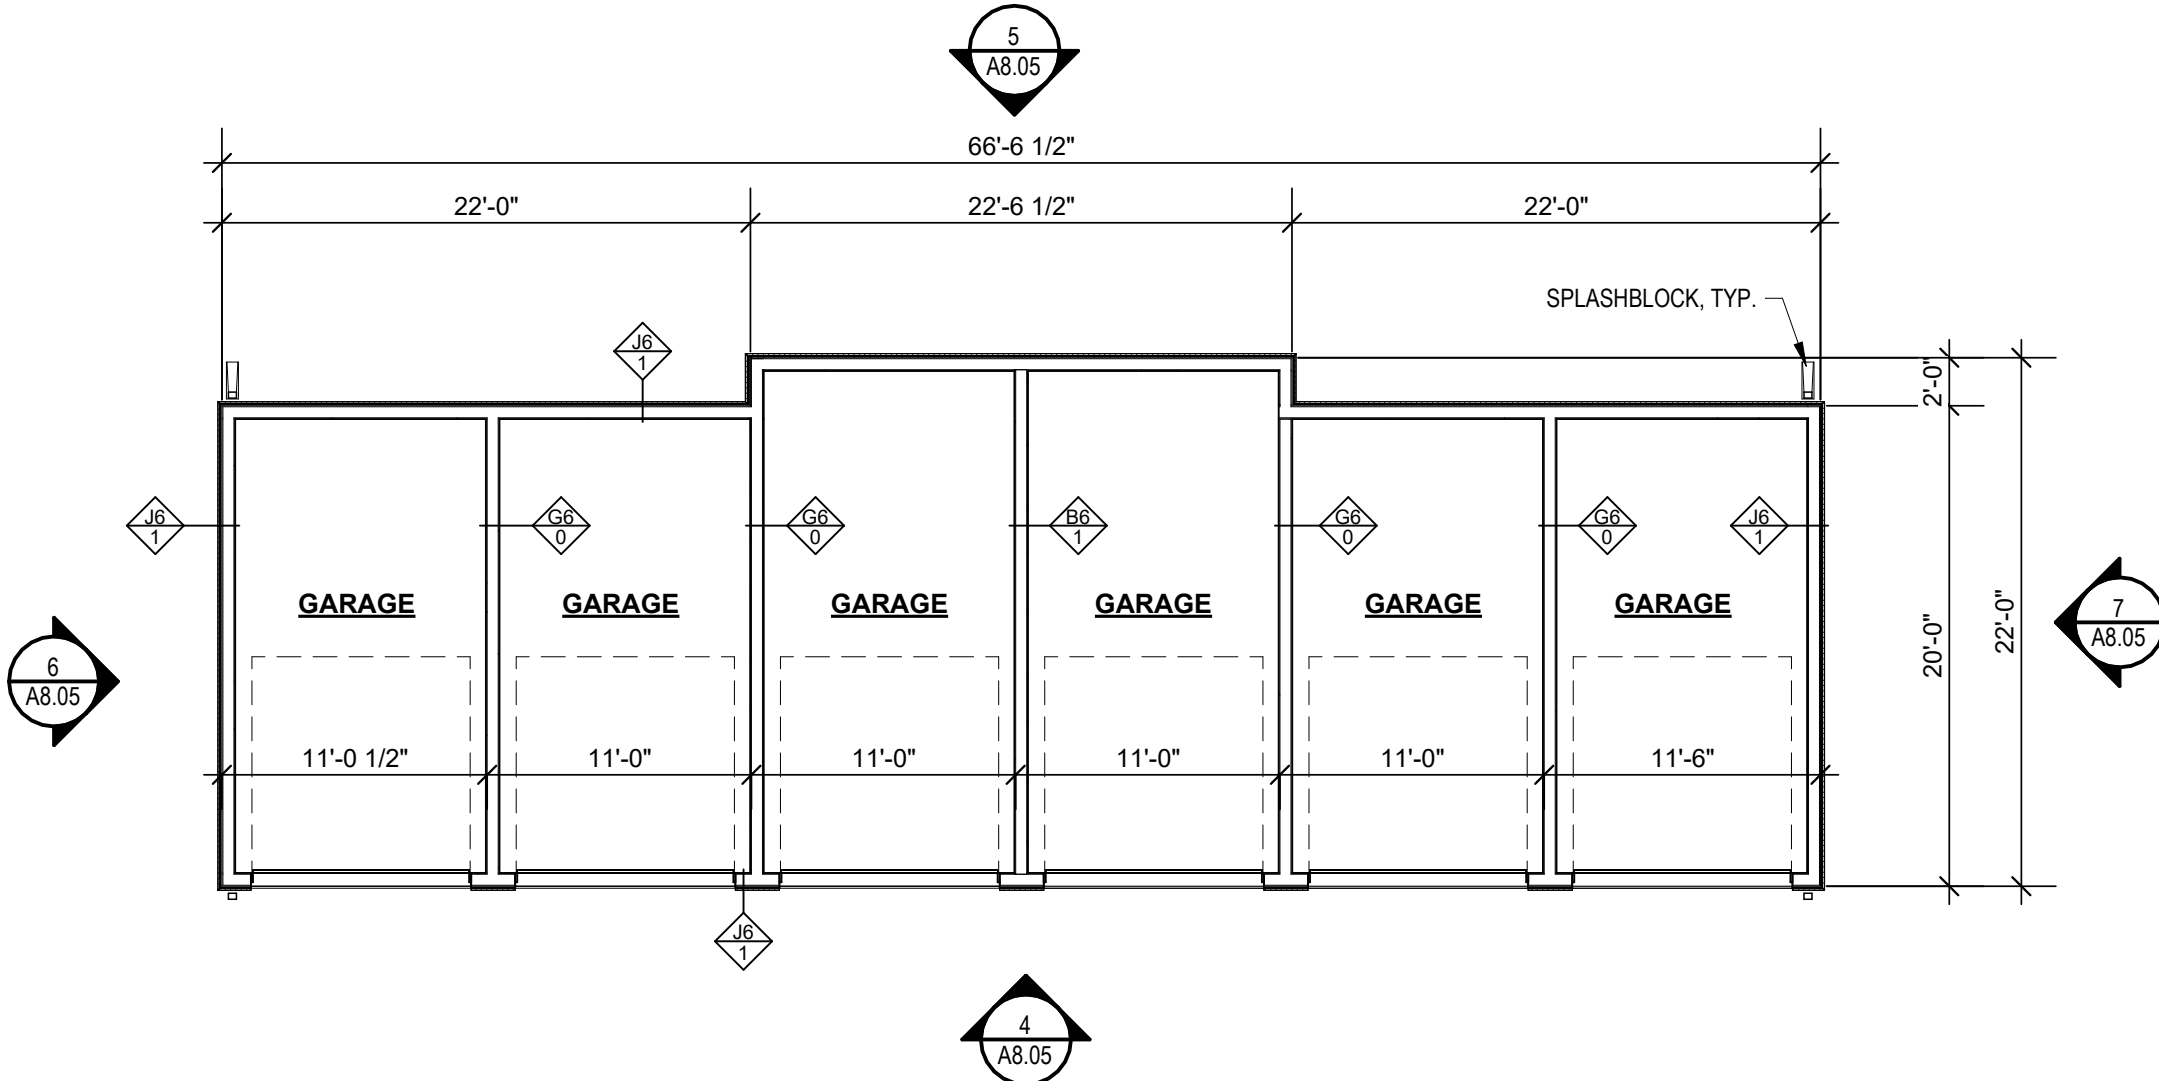 5
A8.05
66'-6 1/2"
22'-0"
22'-6 1/2"
22'-0"
SPLASHBLOCK, TYP.
J6
1
2'-0"
J6
1
G6
0
G6
0
B6
1
G6
0
G6
0
J6
1
GARAGE
GARAGE
GARAGE
GARAGE
GARAGE
GARAGE
20'-0"
22'-0"
7
A8.05
6
A8.05
11'-0 1/2"
11'-0"
11'-0"
11'-0"
11'-0"
11'-6"
J6
1
4
A8.05